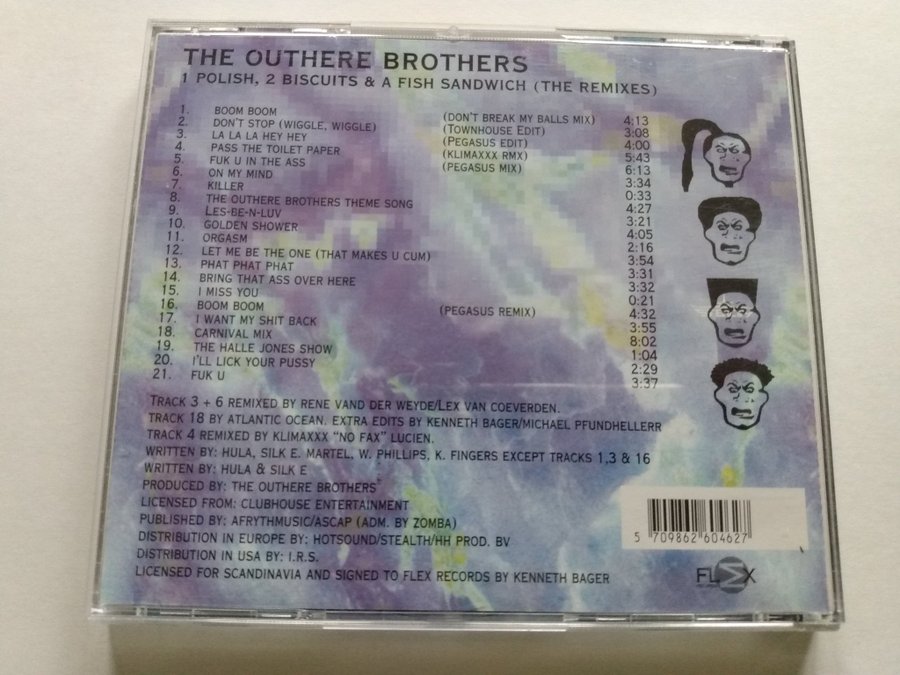 THE OUTHERE BROTHERS
1 POLISH, 2 BISCUITS & A FISH SANDWICH (THE REMIXES)
1. BOOM BOOM (DON'T BREAK MY BALLS MIX) 4:13
2. DON'T STOP (WIGGLE, WIGGLE) (TOWNHOUSE EDIT) 3:08
3. LA LA LA HEY HEY (PEGASUS EDIT) 4:00
4. PASS THE TOILET PAPER (KLIMAXXX RMX) 5:43
5. FUK U IN THE ASS (PEGASUS MIX) 6:13
6. ON MY MIND 3:34
7. KILLER 0:33
8. THE OUTHERE BROTHERS THEME SONG 4:27
9. LES-BE-N-LUV 3:21
10. GOLDEN SHOWER 4:05
11. ORGASM 2:16
12. LET ME BE THE ONE (THAT MAKES U CUM) 3:54
13. PHAT PHAT PHAT 3:31
14. BRING THAT ASS OVER HERE 3:32
15. I MISS YOU 0:21
16. BOOM BOOM (PEGASUS REMIX) 4:32
17. I WANT MY SHIT BACK 3:55
18. CARNIVAL MIX 8:02
19. THE HALLE JONES SHOW 1:04
20. I'LL LICK YOUR PUSSY 2:29
21. FUK U 3:37
TRACK 3 + 6 REMIXED BY RENE VAND DER WEYDE/LEX VAN COEVERDEN.
TRACK 18 BY ATLANTIC OCEAN. EXTRA EDITS BY KENNETH BAGER/MICHAEL PFUNDHELLERR
TRACK 4 REMIXED BY KLIMAXXX "NO FAX" LUCIEN.
WRITTEN BY: HULA, SILK E. MARTEL, W. PHILLIPS, K. FINGERS EXCEPT TRACKS 1,3 & 16
WRITTEN BY: HULA & SILK E
PRODUCED BY: THE OUTHERE BROTHERS
LICENSED FROM: CLUBHOUSE ENTERTAINMENT
PUBLISHED BY: AFRYTHMUSIC/ASCAP (ADM. BY ZOMBA)
DISTRIBUTION IN EUROPE BY: HOTSOUND/STEALTH/HH PROD. BV
DISTRIBUTION IN USA BY: I.R.S.
LICENSED FOR SCANDINAVIA AND SIGNED TO FLEX RECORDS BY KENNETH BAGER
5 709862 604627
FLEX